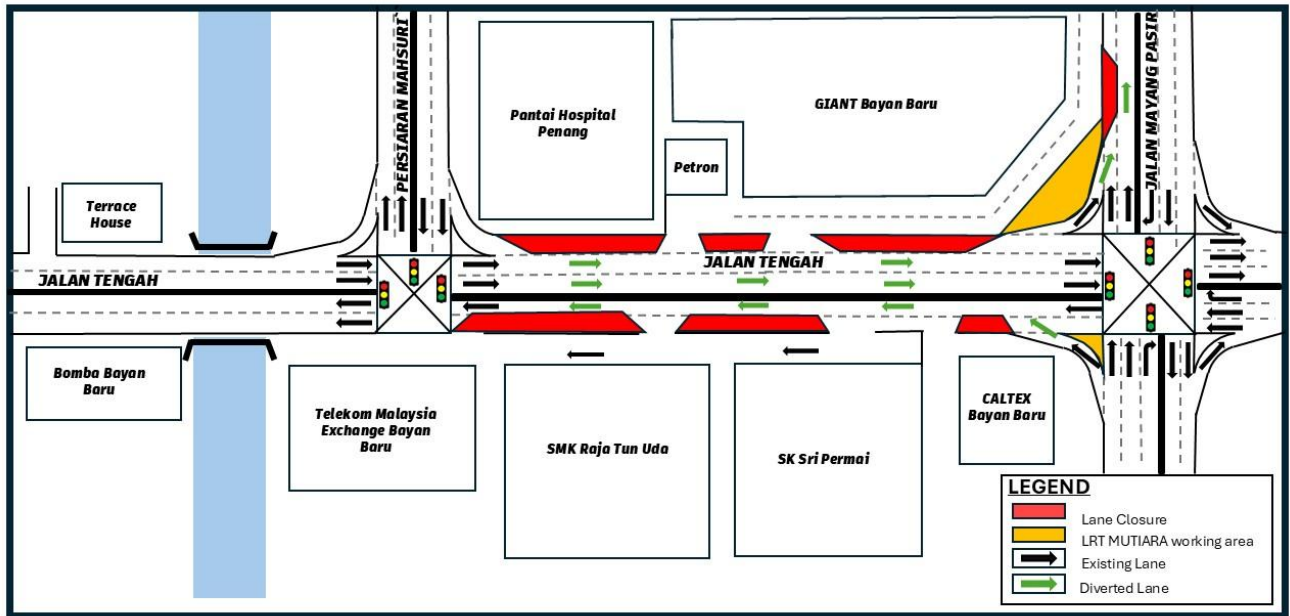 PERSIARAN MAHSURI
JALAN MAYANG PASIR
Pantai Hospital
Penang
GIANT Bayan Baru
Petron
Terrace
House
JALAN TENGAH
JALAN TENGAH
Bomba Bayan
Baru
Telekom Malaysia
Exchange Bayan
Baru
SMK Raja Tun Uda
SK Sri Permai
CALTEX
Bayan Baru
LEGEND
Lane Closure
LRT MUTIARA working area
Existing Lane
Diverted Lane